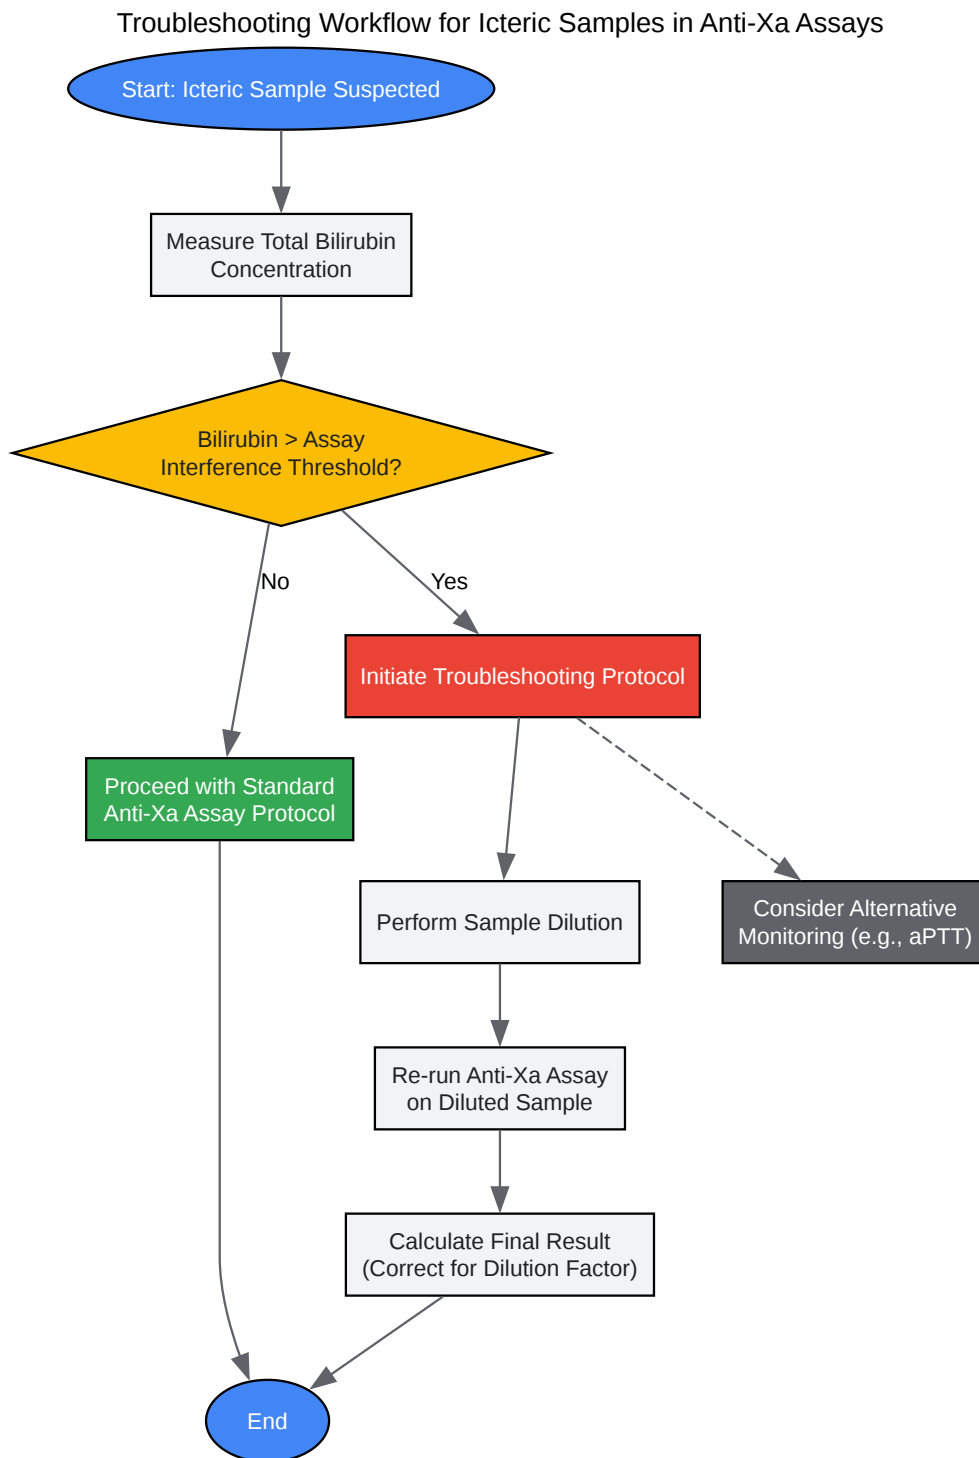 Troubleshooting Workflow for Icteric Samples in Anti-Xa Assays
Start: Icteric Sample Suspected
Measure Total Bilirubin
Concentration
Bilirubin > Assay
Interference Threshold?
No
Yes
Initiate Troubleshooting Protocol
Proceed with Standard
Anti-Xa Assay Protocol
Perform Sample Dilution
Consider Alternative
Monitoring (e.g., aPTT)
Re-run Anti-Xa Assay
on Diluted Sample
Calculate Final Result
(Correct for Dilution Factor)
End